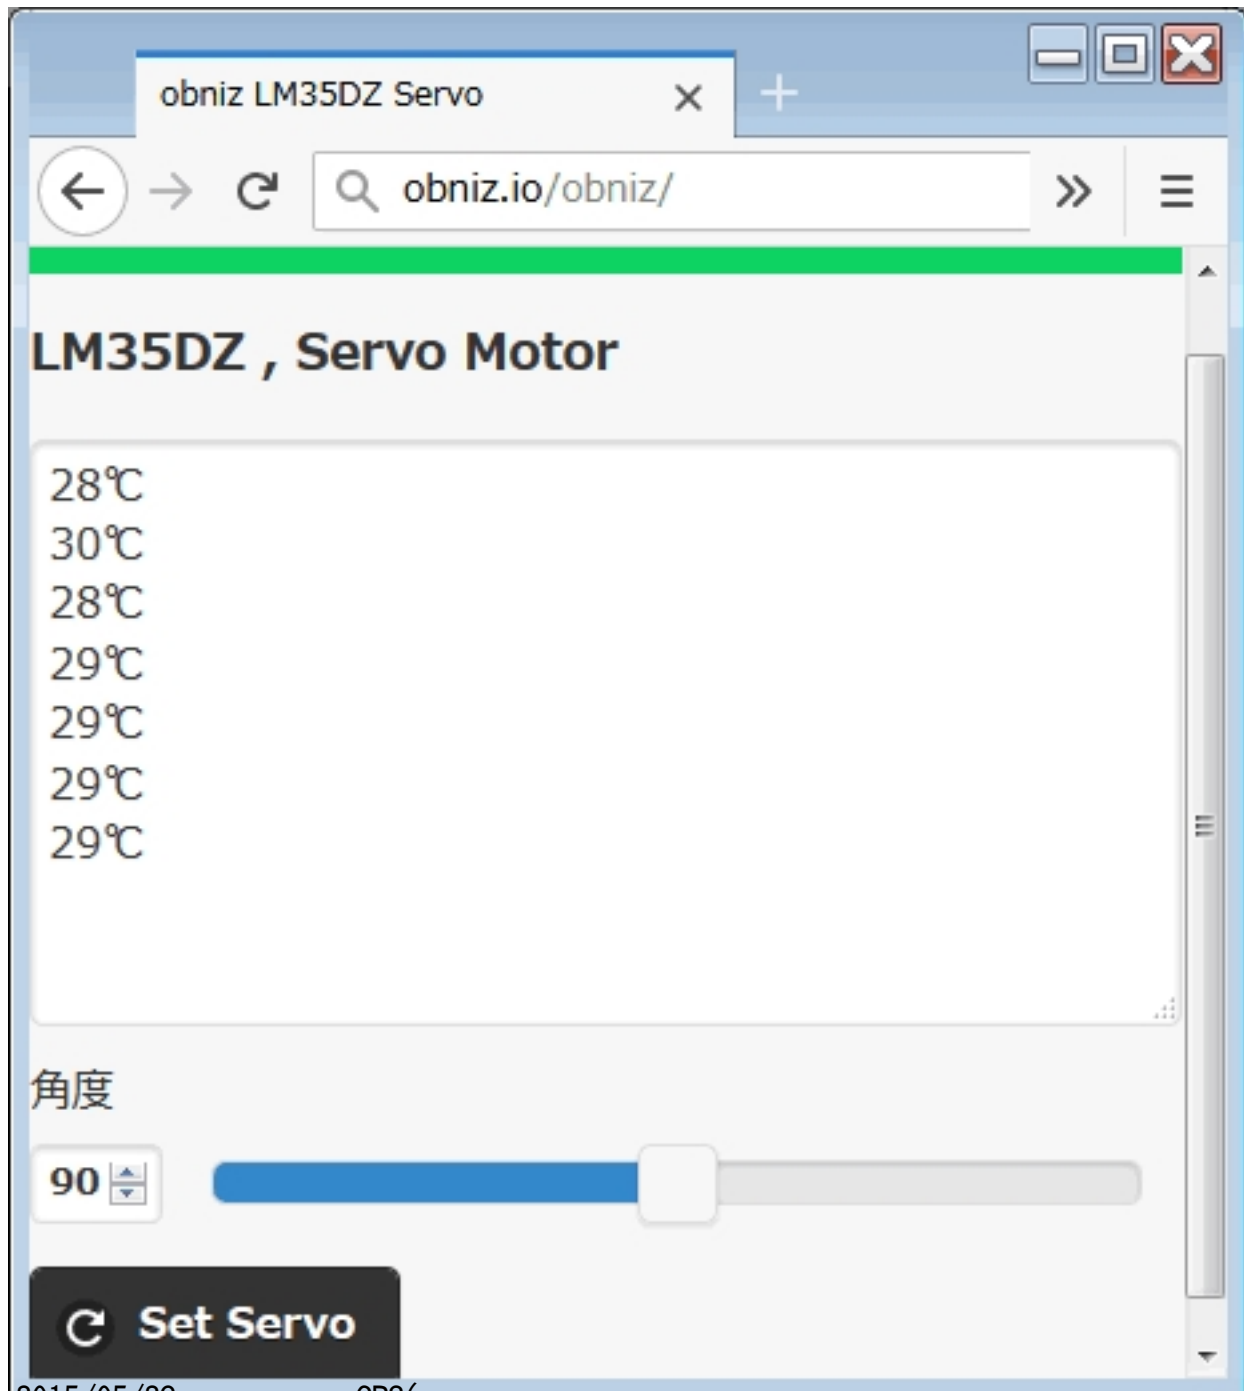 obniz LM35DZ Servo
obniz.io/obniz/
LM35DZ , Servo Motor
28℃
30℃
28℃
29℃
29℃
29℃
29℃
角度
90
Set Servo